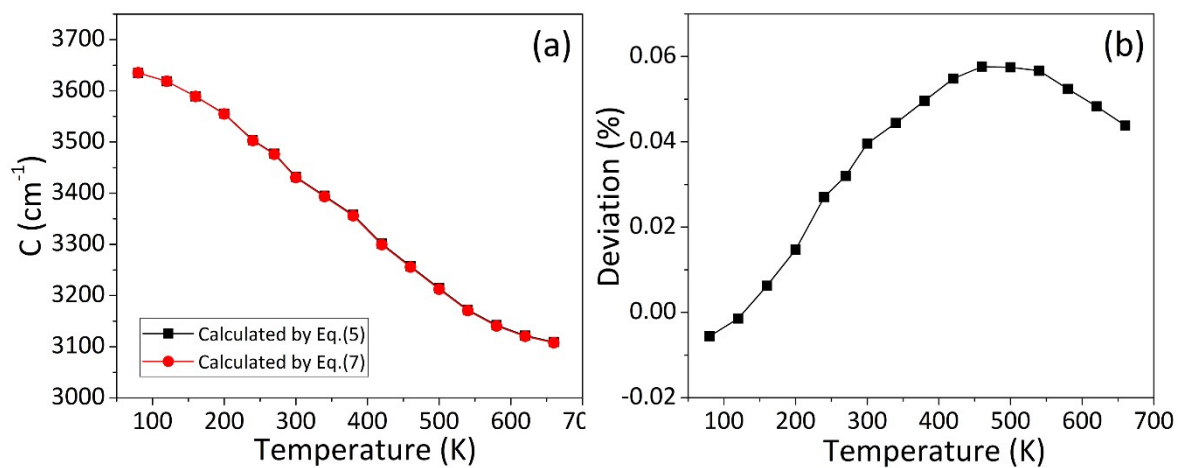 (a)
C (cm⁻¹)
3700
3600
3500
3400
3300
3200
3100
3000
Calculated by Eq.(5)
Calculated by Eq.(7)
100 200 300 400 500 600 70
Temperature (K)
(b)
Deviation (%)
0.06
0.04
0.02
0.00
-0.02
100 200 300 400 500 600 700
Temperature (K)